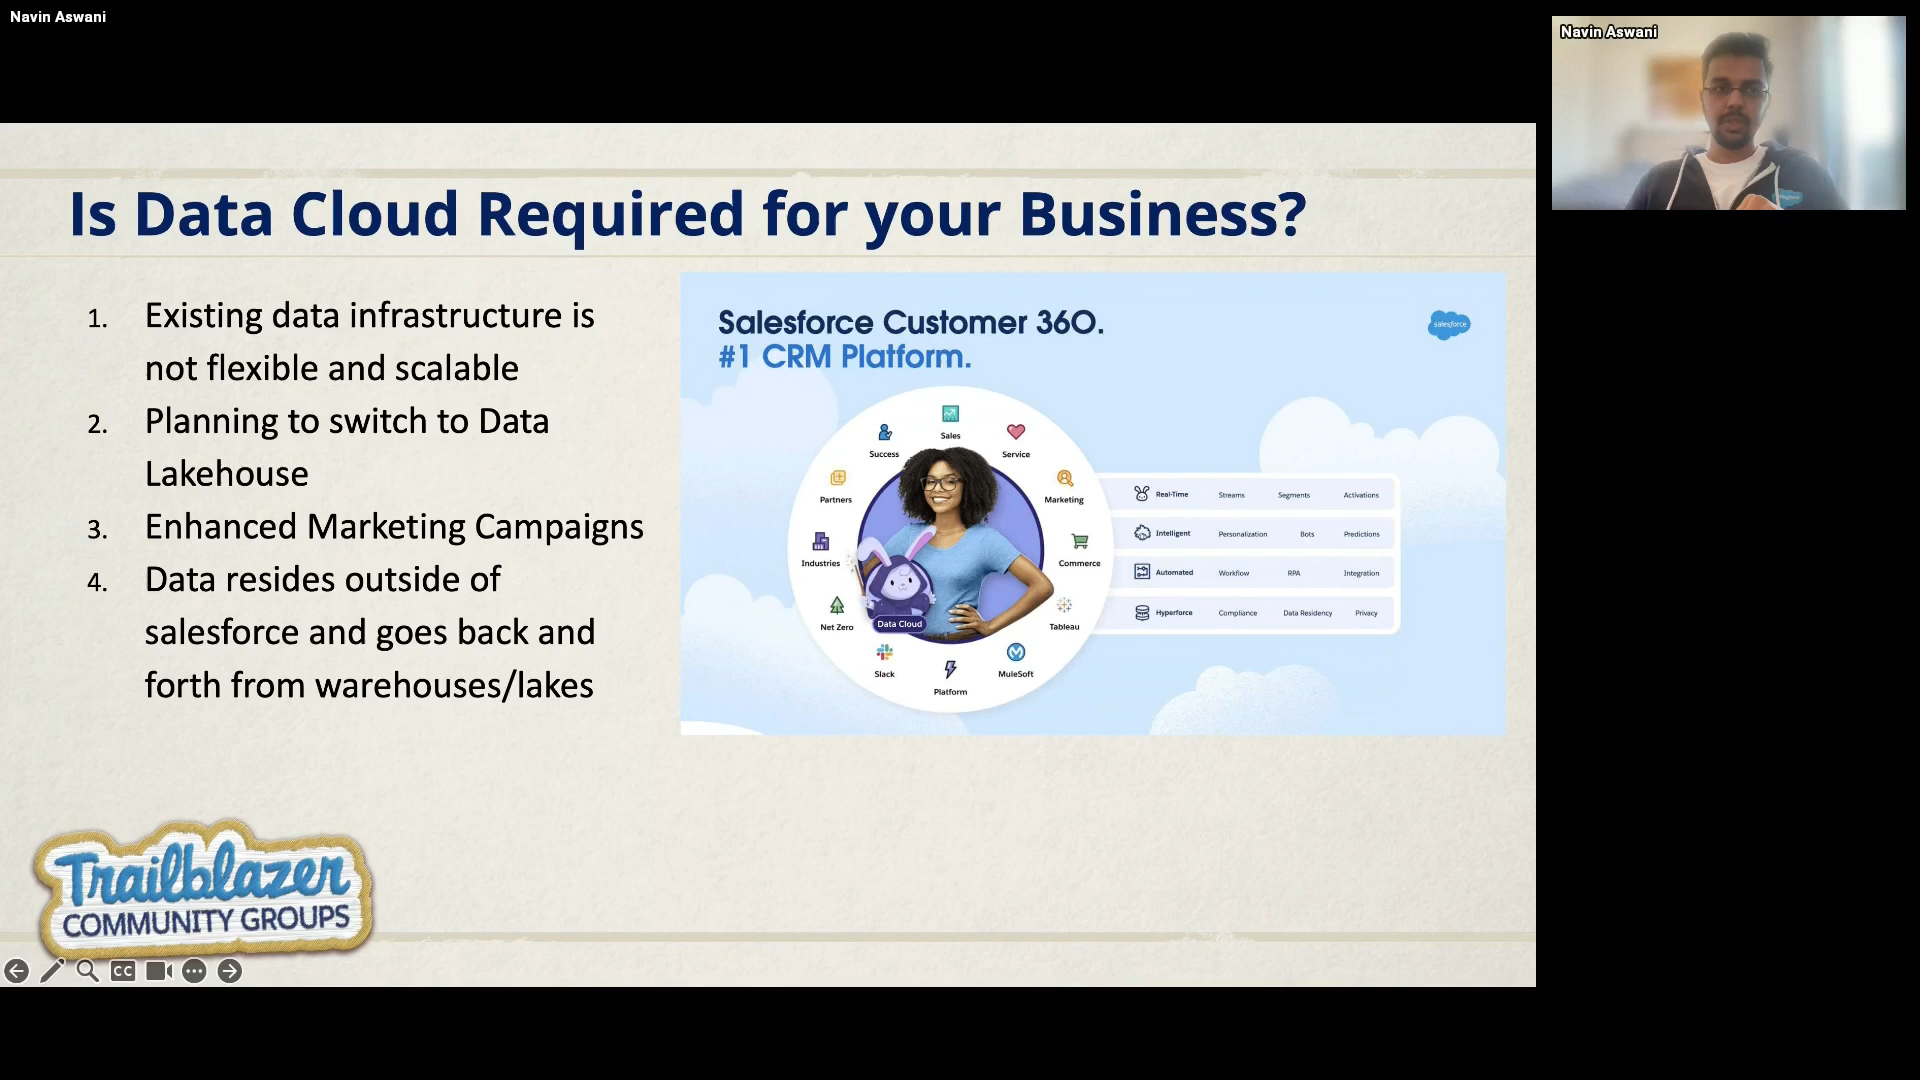 Navin Aswani
Navin Aswani
Is Data Cloud Required for your Business?
1. Existing data infrastructure is
not flexible and scalable
2. Planning to switch to Data
Lakehouse
3. Enhanced Marketing Campaigns
4. Data resides outside of
salesforce and goes back and
forth from warehouses/lakes
Salesforce Customer 360.
#1 CRM Platform.
salesforce
Sales
Success
Service
Partners
Marketing
Industries
Commerce
Net Zero
Data Cloud
Tableau
Slack
MuleSoft
Platform
Real-Time Streams Segments Activations
Intelligent Personalization Bots Predictions
Automated Workflow RPA Integration
Hyperforce Compliance Data Residency Privacy
Trailblazer
COMMUNITY GROUPS
CC